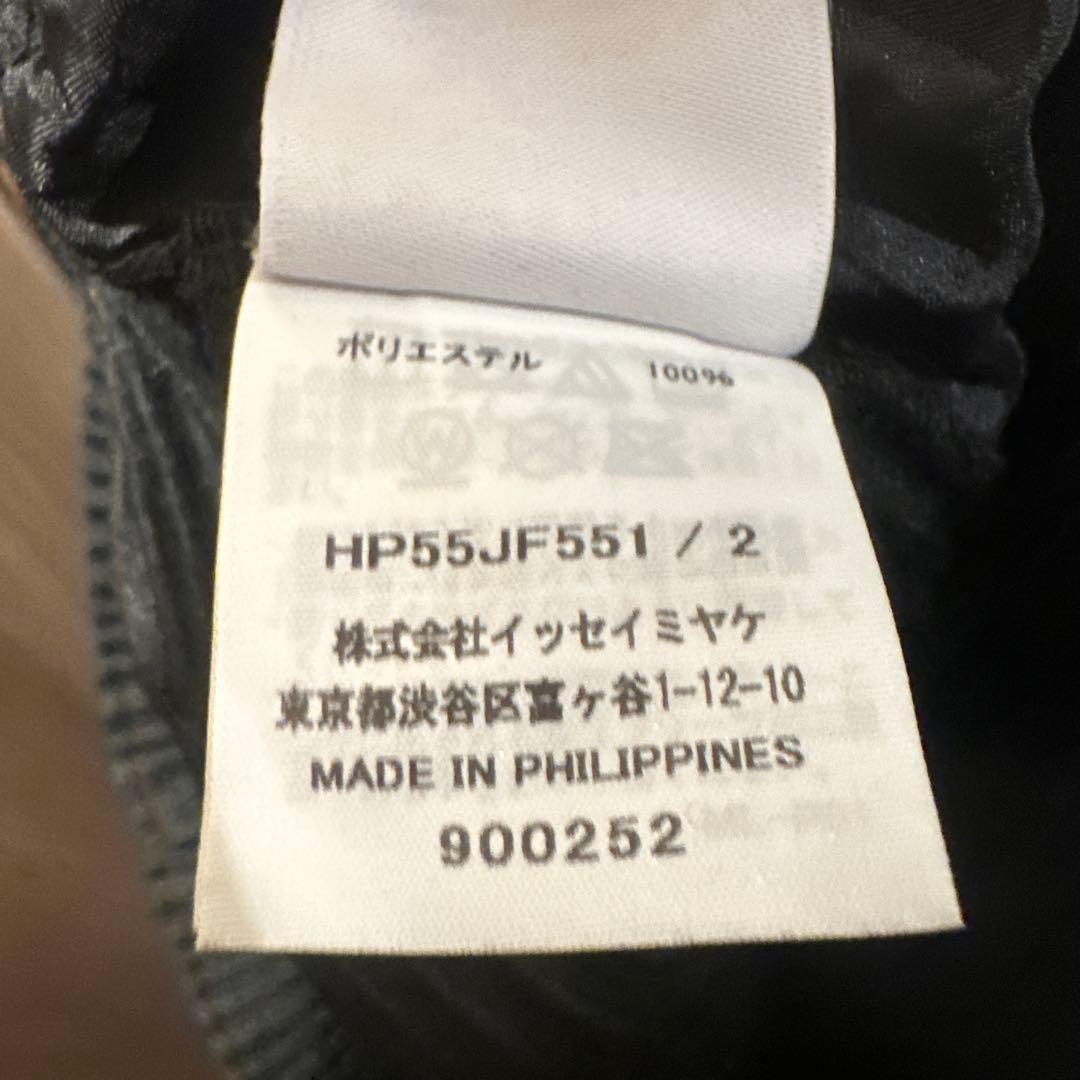 ポリエステル 100%
HP55JF551 / 2
株式会社イッセイミヤケ
東京都渋谷区富ヶ谷1-12-10
MADE IN PHILIPPINES
900252